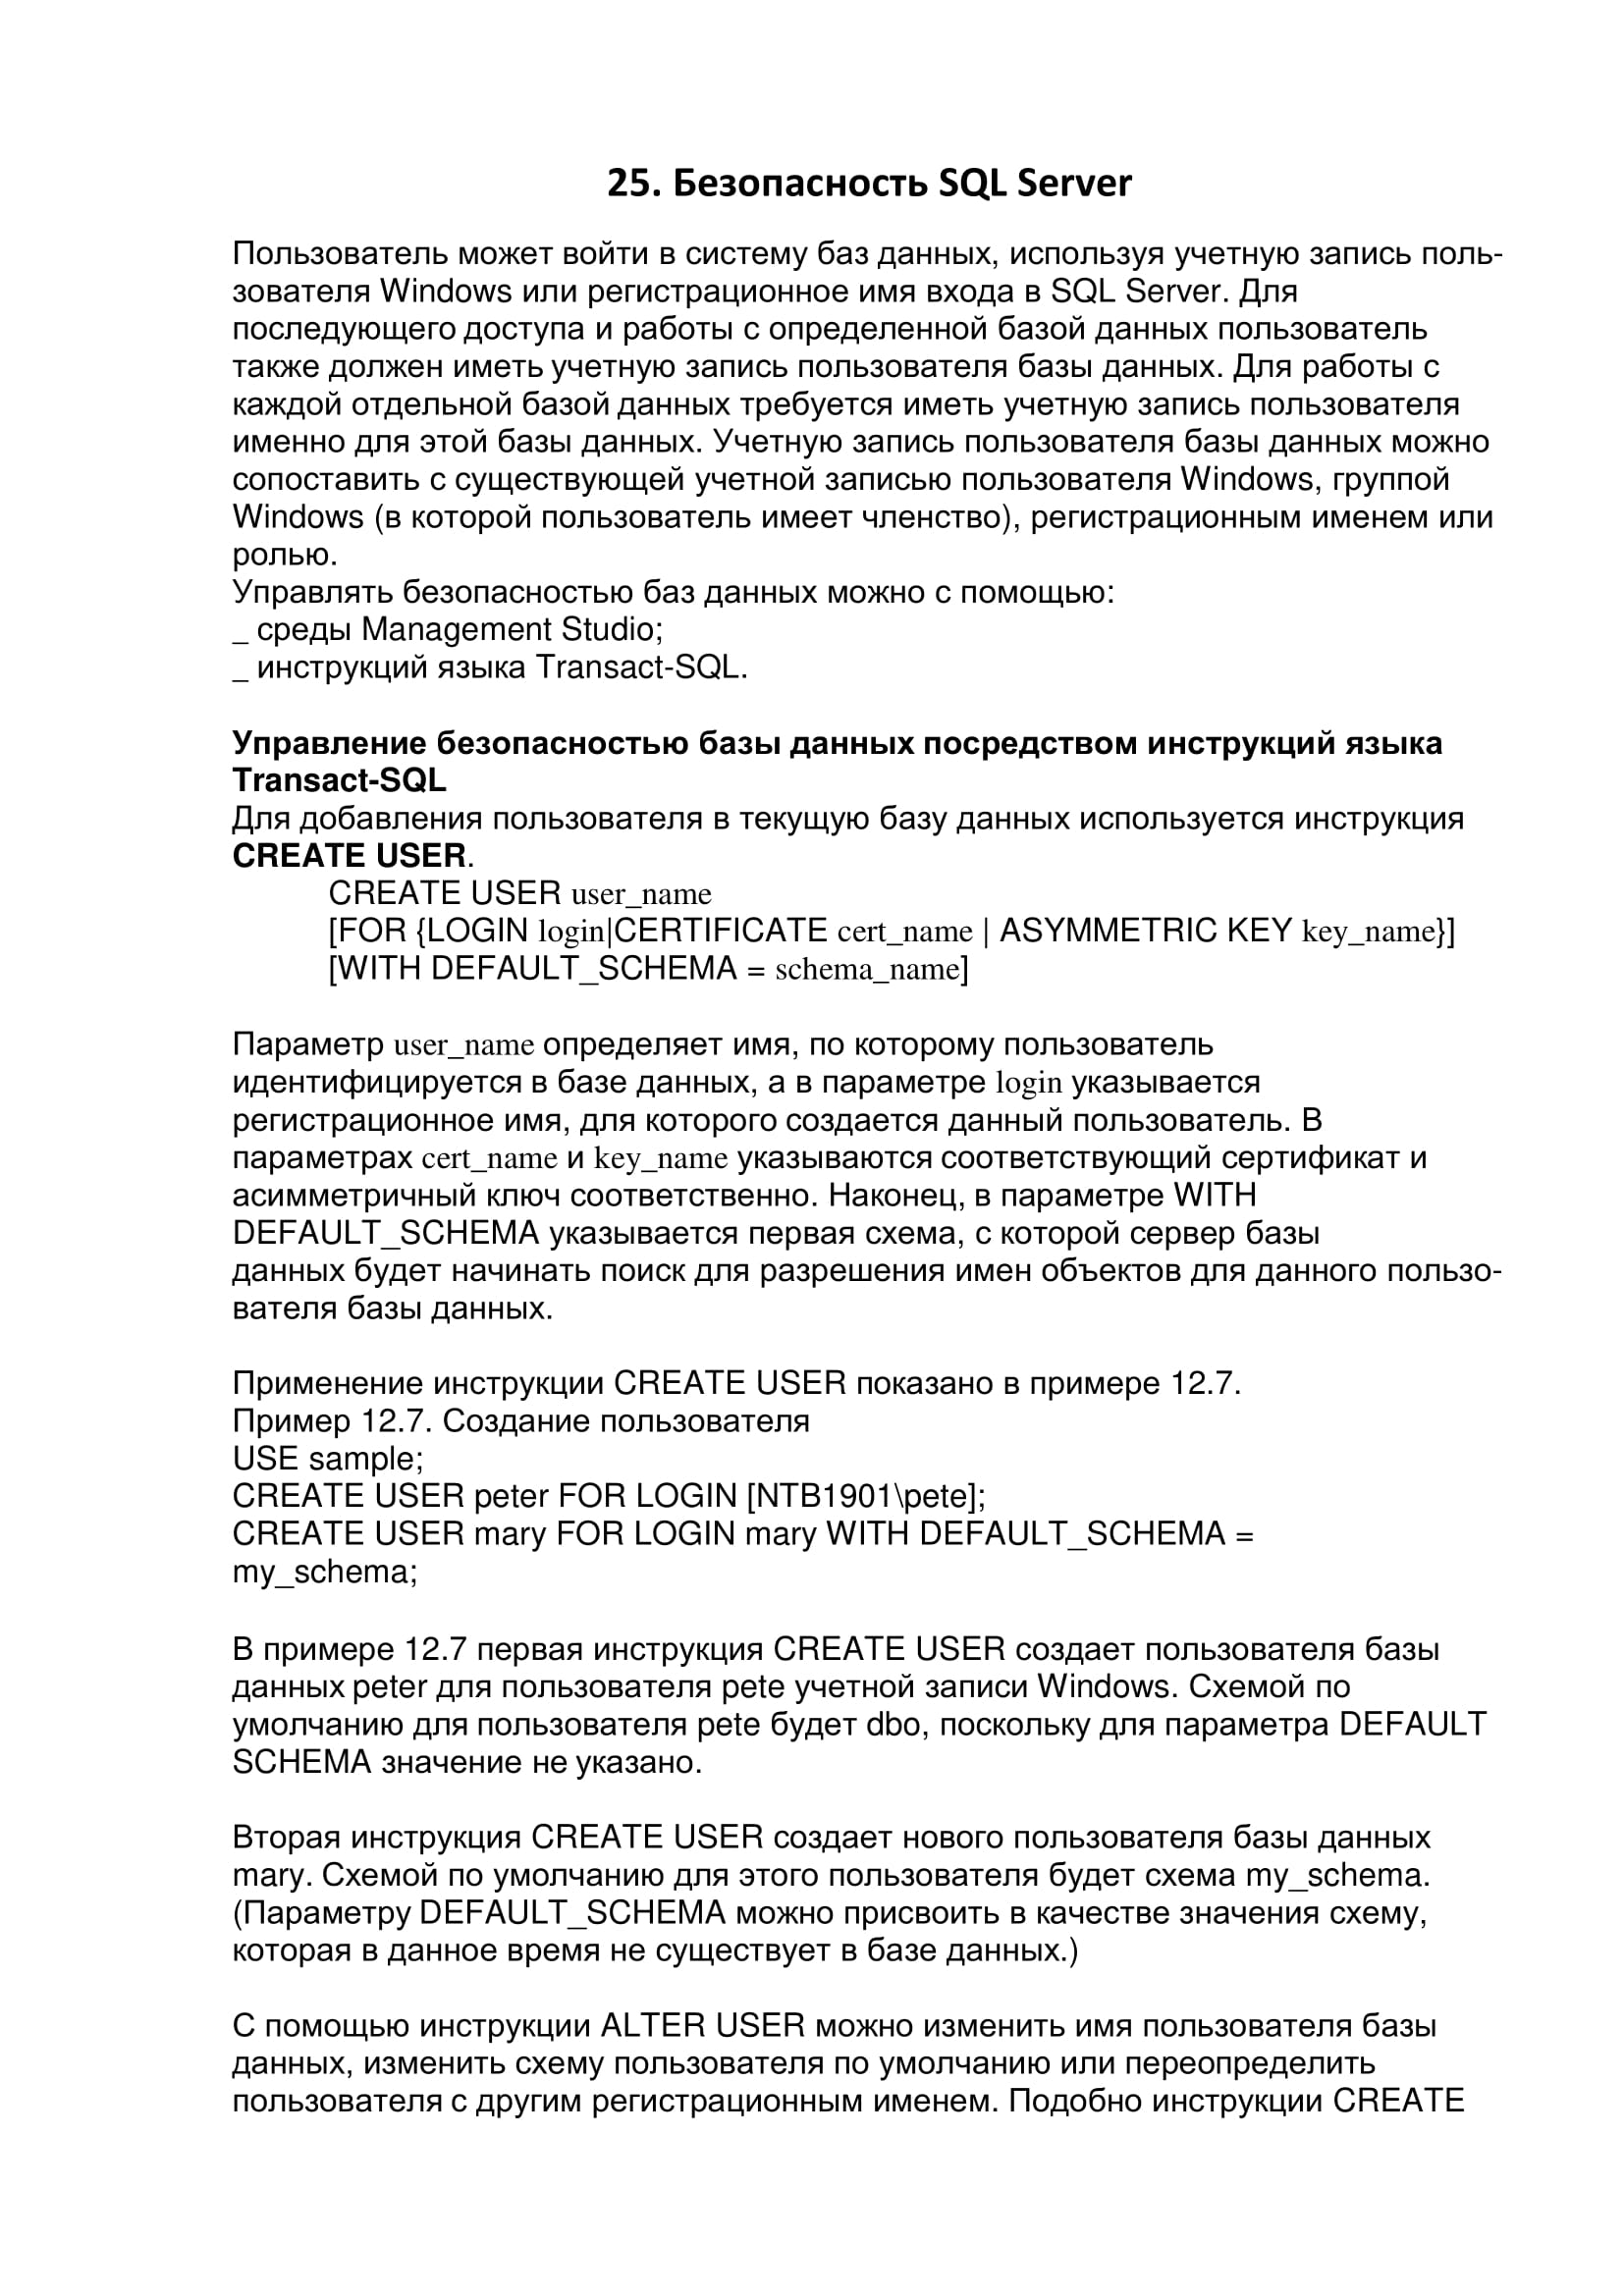 25. Безопасность SQL Server
Пользователь может войти в систему баз данных, используя учетную запись поль-
зователя Windows или регистрационное имя входа в SQL Server. Для
последующего доступа и работы с определенной базой данных пользователь
также должен иметь учетную запись пользователя базы данных. Для работы с
каждой отдельной базой данных требуется иметь учетную запись пользователя
именно для этой базы данных. Учетную запись пользователя базы данных можно
сопоставить с существующей учетной записью пользователя Windows, группой
Windows (в которой пользователь имеет членство), регистрационным именем или
ролью.
Управлять безопасностью баз данных можно с помощью:
_ среды Management Studio;
_ инструкций языка Transact-SQL.
Управление безопасностью базы данных посредством инструкций языка
Transact-SQL
Для добавления пользователя в текущую базу данных используется инструкция
CREATE USER.
CREATE USER user_name
[FOR {LOGIN login|CERTIFICATE cert_name | ASYMMETRIC KEY key_name}]
[WITH DEFAULT_SCHEMA = schema_name]
Параметр user_name определяет имя, по которому пользователь
идентифицируется в базе данных, а в параметре login указывается
регистрационное имя, для которого создается данный пользователь. В
параметрах cert_name и key_name указываются соответствующий сертификат и
асимметричный ключ соответственно. Наконец, в параметре WITH
DEFAULT_SCHEMA указывается первая схема, с которой сервер базы
данных будет начинать поиск для разрешения имен объектов для данного пользо-
вателя базы данных.
Применение инструкции CREATE USER показано в примере 12.7.
Пример 12.7. Создание пользователя
USE sample;
CREATE USER peter FOR LOGIN [NTB1901\pete];
CREATE USER mary FOR LOGIN mary WITH DEFAULT_SCHEMA =
my_schema;
В примере 12.7 первая инструкция CREATE USER создает пользователя базы
данных peter для пользователя pete учетной записи Windows. Схемой по
умолчанию для пользователя pete будет dbo, поскольку для параметра DEFAULT
SCHEMA значение не указано.
Вторая инструкция CREATE USER создает нового пользователя базы данных
mary. Схемой по умолчанию для этого пользователя будет схема my_schema.
(Параметру DEFAULT_SCHEMA можно присвоить в качестве значения схему,
которая в данное время не существует в базе данных.)
С помощью инструкции ALTER USER можно изменить имя пользователя базы
данных, изменить схему пользователя по умолчанию или переопределить
пользователя с другим регистрационным именем. Подобно инструкции CREATE